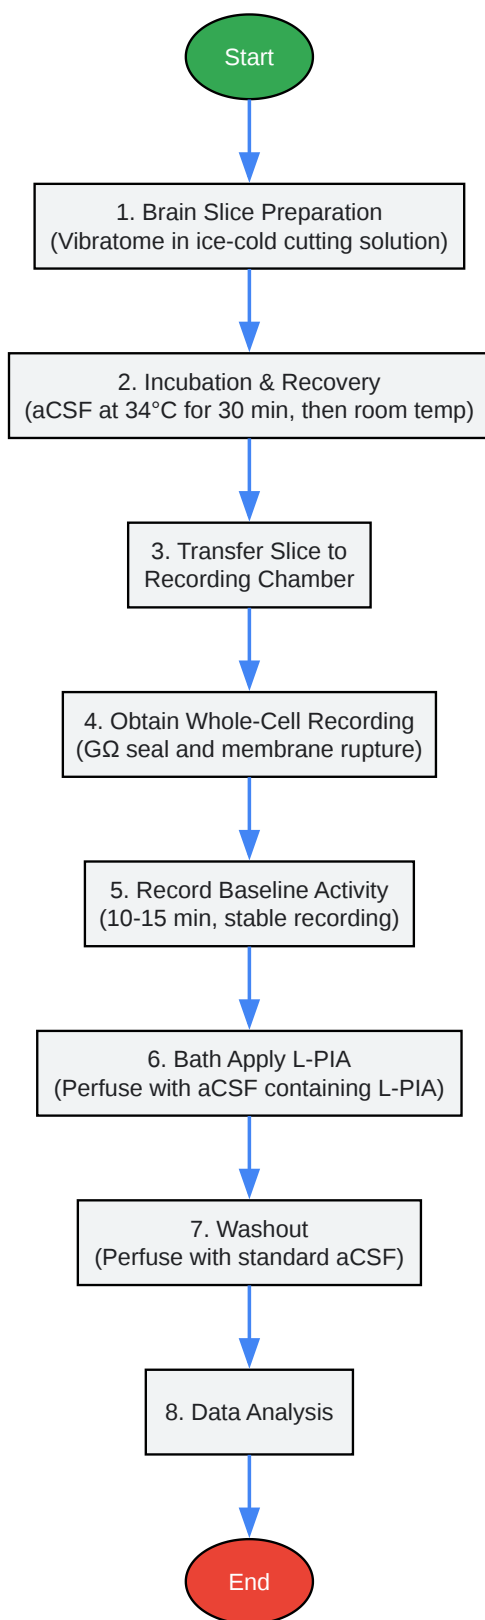 Start
1. Brain Slice Preparation
(Vibratome in ice-cold cutting solution)
2. Incubation & Recovery
(aCSF at 34°C for 30 min, then room temp)
3. Transfer Slice to
Recording Chamber
4. Obtain Whole-Cell Recording
(GΩ seal and membrane rupture)
5. Record Baseline Activity
(10-15 min, stable recording)
6. Bath Apply L-PIA
(Perfuse with aCSF containing L-PIA)
7. Washout
(Perfuse with standard aCSF)
8. Data Analysis
End